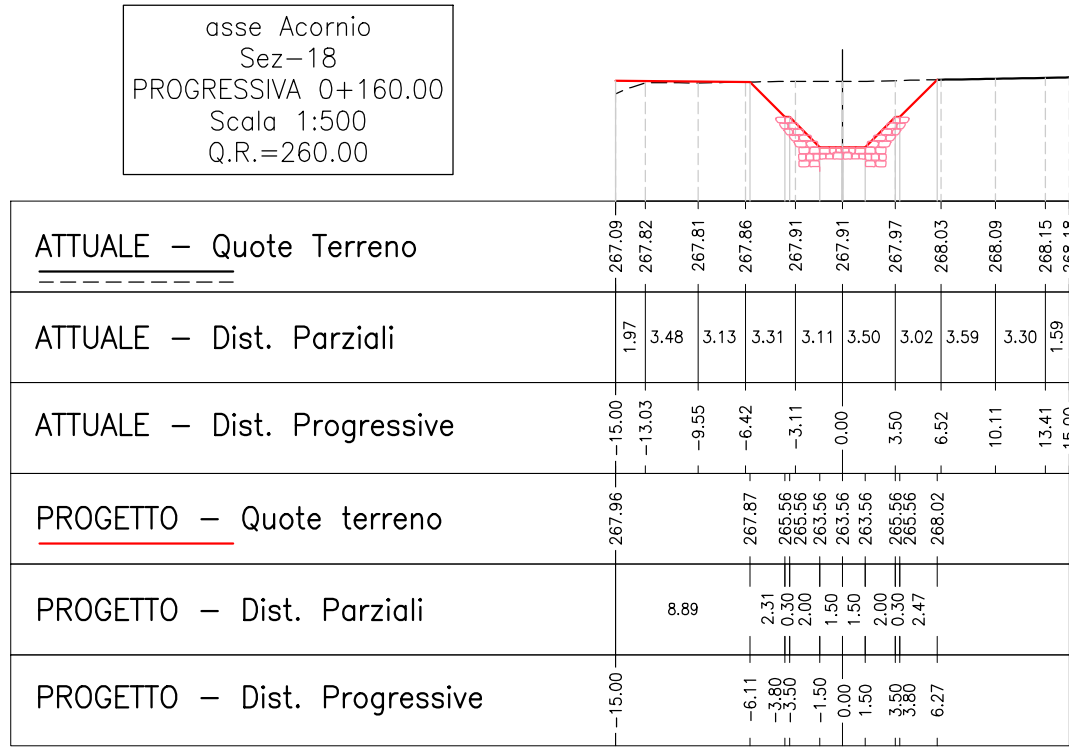 asse Acornio
Sez-18
PROGRESSIVA 0+160.00
Scala 1:500
Q.R.=260.00
ATTUALE - Quote Terreno
267.09 267.82 267.81 267.86 267.91 267.91 267.97 268.03 268.09 268.15 268.18
ATTUALE - Dist. Parziali
1.97 3.48 3.13 3.31 3.11 3.50 3.02 3.59 3.30 1.59
ATTUALE - Dist. Progressive
-15.00 -13.03 -9.55 -6.42 -3.11 0.00 3.50 6.52 10.11 13.41 15.00
PROGETTO - Quote terreno
267.96 267.87 265.56 265.56 263.56 263.56 263.56 265.56 265.56 268.02
PROGETTO - Dist. Parziali
8.89 2.31 0.30 2.00 1.50 1.50 2.00 0.30 2.47
PROGETTO - Dist. Progressive
-15.00 -6.11 -3.80 -3.50 -1.50 0.00 1.50 3.50 3.80 6.27